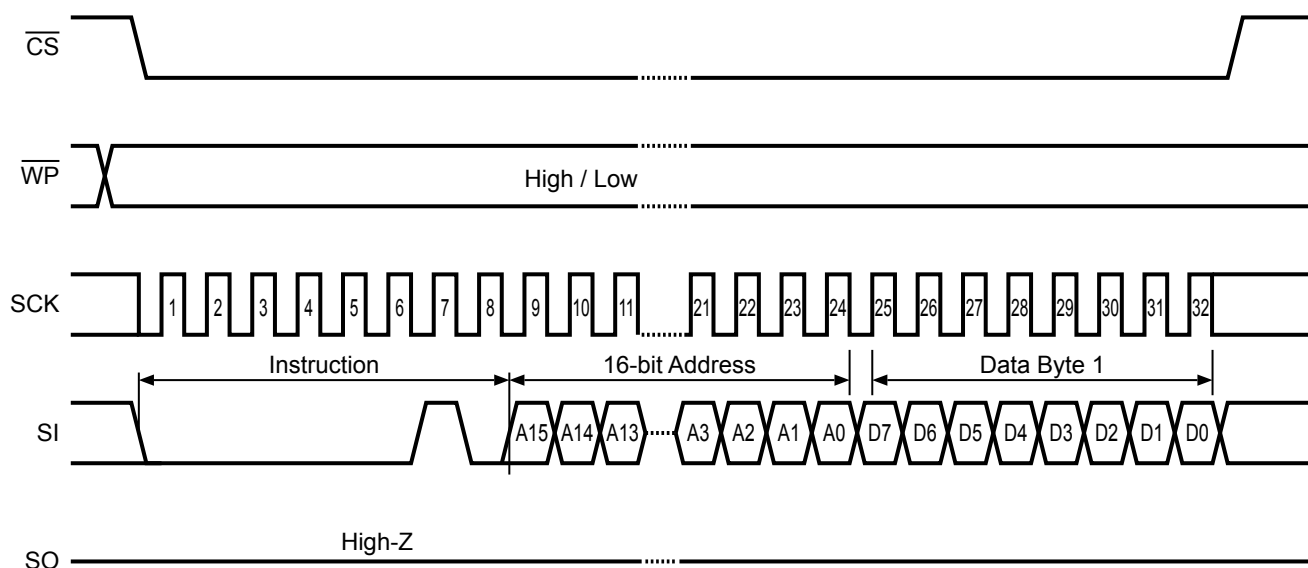 CS
WP
High / Low
SCK
1 2 3 4 5 6 7 8 9 10 11 21 22 23 24 25 26 27 28 29 30 31 32
Instruction 16-bit Address Data Byte 1
SI
A15 A14 A13 A3 A2 A1 A0 D7 D6 D5 D4 D3 D2 D1 D0
High-Z
SO